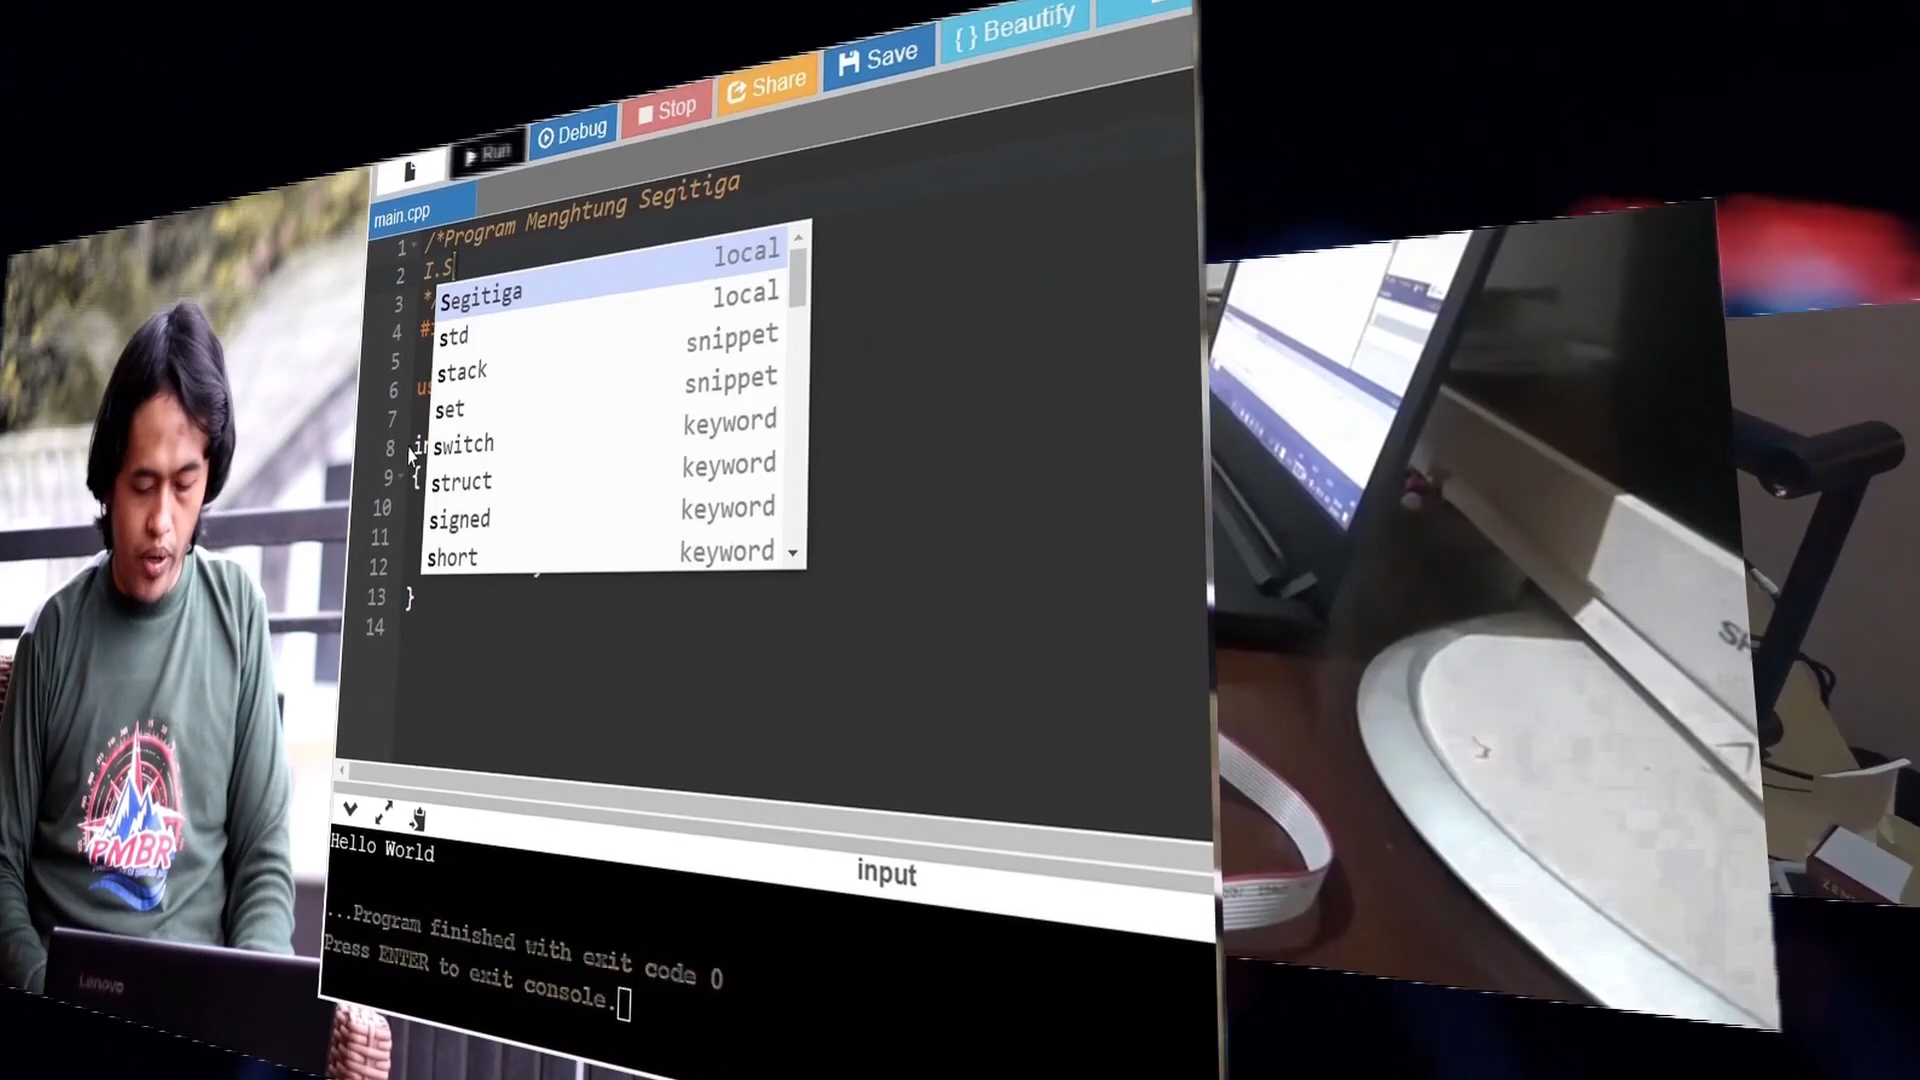 Run
Debug
Stop
Share
Save
{ } Beautify
main.cpp
1 /*Program Menghtung Segitiga
2 I.S
3 *
4 #
5
6 us
7
8 in
9 {
10
11
12
13 }
14
Segitiga local
std local
stack snippet
set snippet
switch keyword
struct keyword
signed keyword
short keyword
input
Hello World
...Program finished with exit code 0
Press ENTER to exit console.
PMBR
Lenovo